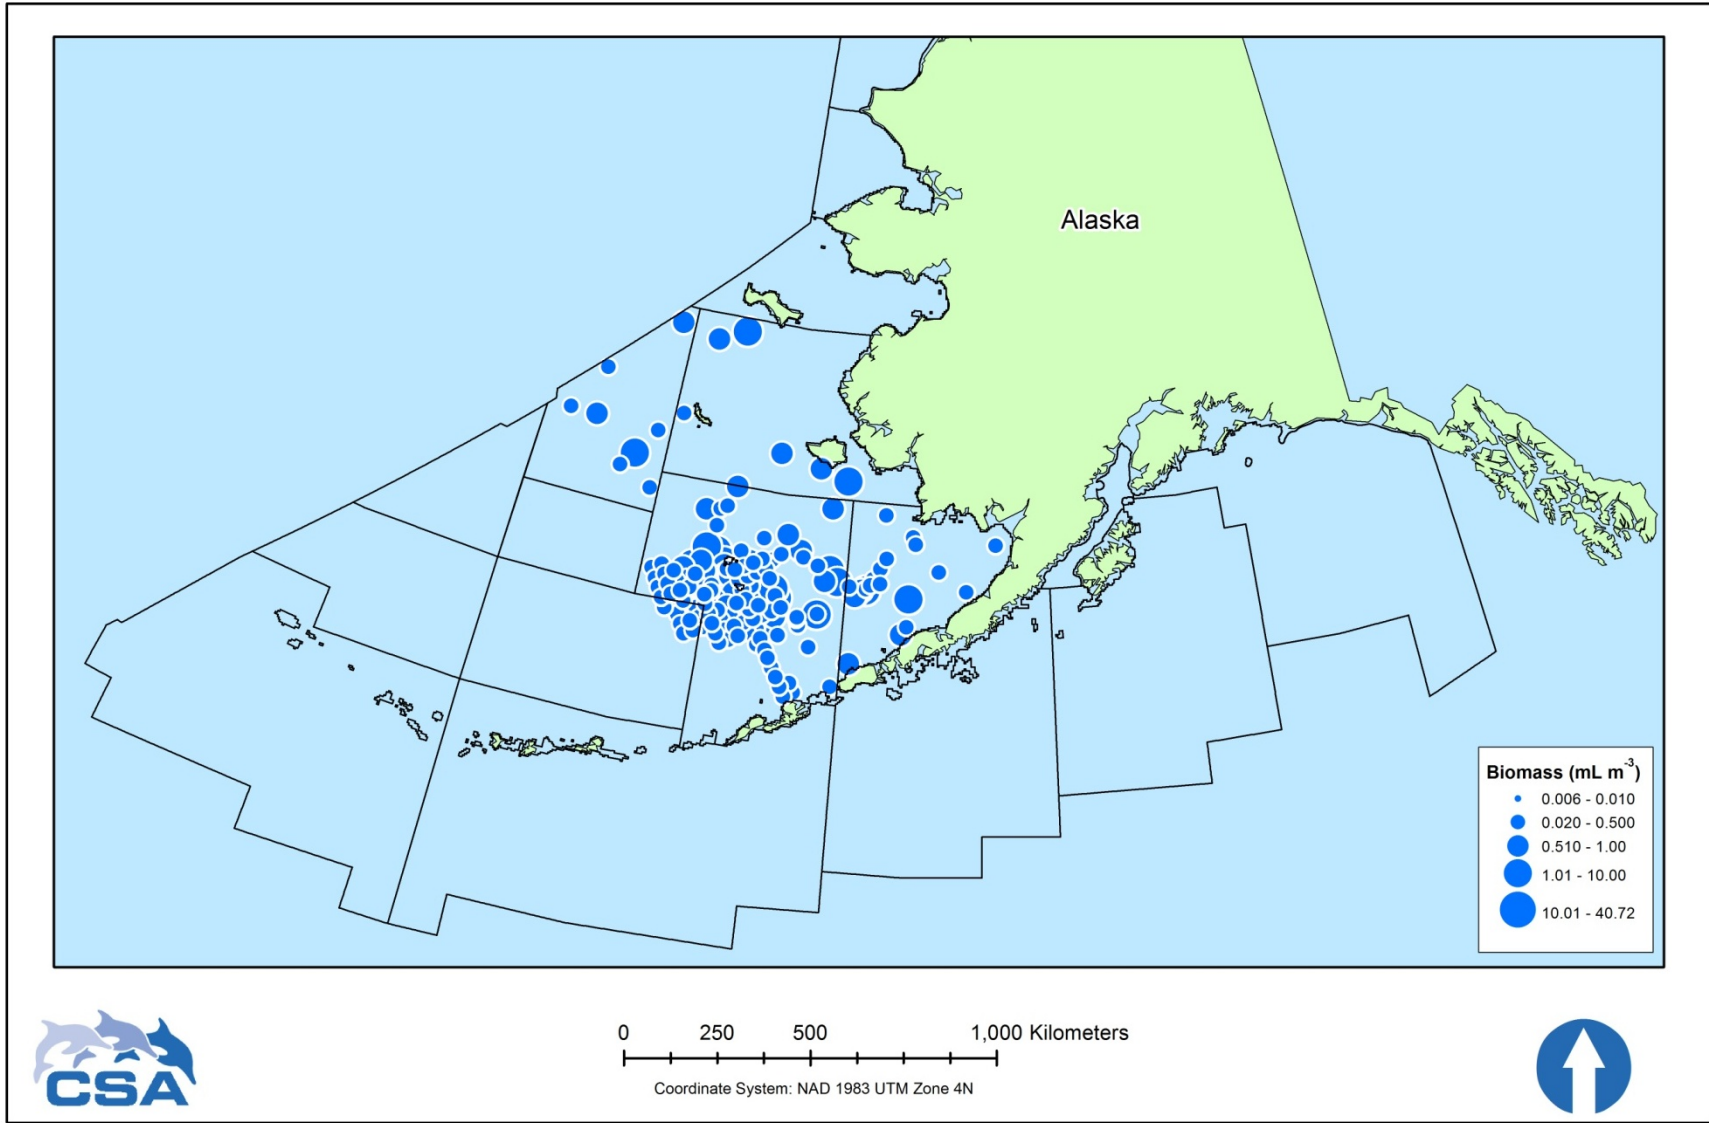 Alaska
Biomass (mL m⁻³)
0.006 - 0.010
0.020 - 0.500
0.510 - 1.00
1.01 - 10.00
10.01 - 40.72
0 250 500 1,000 Kilometers
Coordinate System: NAD 1983 UTM Zone 4N
CSA